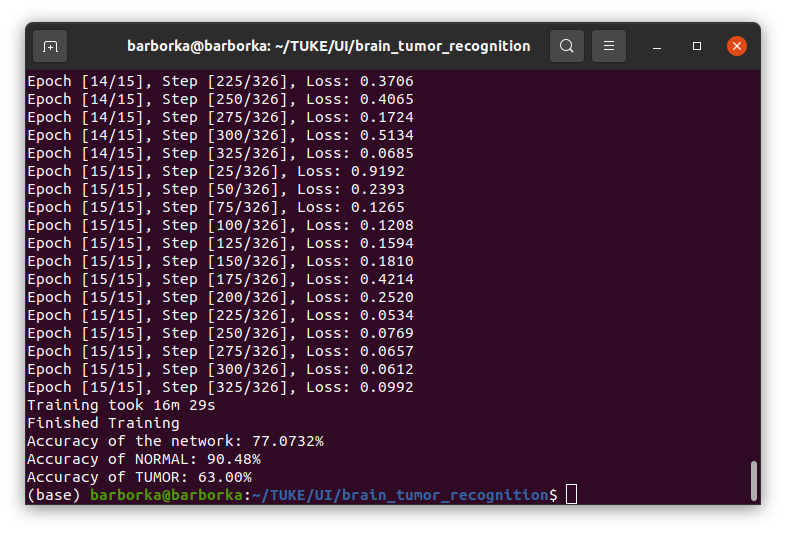 barborka@barborka: ~/TUKE/UI/brain_tumor_recognition
Epoch [14/15], Step [225/326], Loss: 0.3706
Epoch [14/15], Step [250/326], Loss: 0.4065
Epoch [14/15], Step [275/326], Loss: 0.1724
Epoch [14/15], Step [300/326], Loss: 0.5134
Epoch [14/15], Step [325/326], Loss: 0.0685
Epoch [15/15], Step [25/326], Loss: 0.9192
Epoch [15/15], Step [50/326], Loss: 0.2393
Epoch [15/15], Step [75/326], Loss: 0.1265
Epoch [15/15], Step [100/326], Loss: 0.1208
Epoch [15/15], Step [125/326], Loss: 0.1594
Epoch [15/15], Step [150/326], Loss: 0.1810
Epoch [15/15], Step [175/326], Loss: 0.4214
Epoch [15/15], Step [200/326], Loss: 0.2520
Epoch [15/15], Step [225/326], Loss: 0.0534
Epoch [15/15], Step [250/326], Loss: 0.0769
Epoch [15/15], Step [275/326], Loss: 0.0657
Epoch [15/15], Step [300/326], Loss: 0.0612
Epoch [15/15], Step [325/326], Loss: 0.0992
Training took 16m 29s
Finished Training
Accuracy of the network: 77.0732%
Accuracy of NORMAL: 90.48%
Accuracy of TUMOR: 63.00%
(base) barborka@barborka:~/TUKE/UI/brain_tumor_recognition$